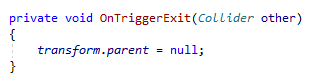 private void OnTriggerExit(Collider other)
{
    transform.parent = null;
}